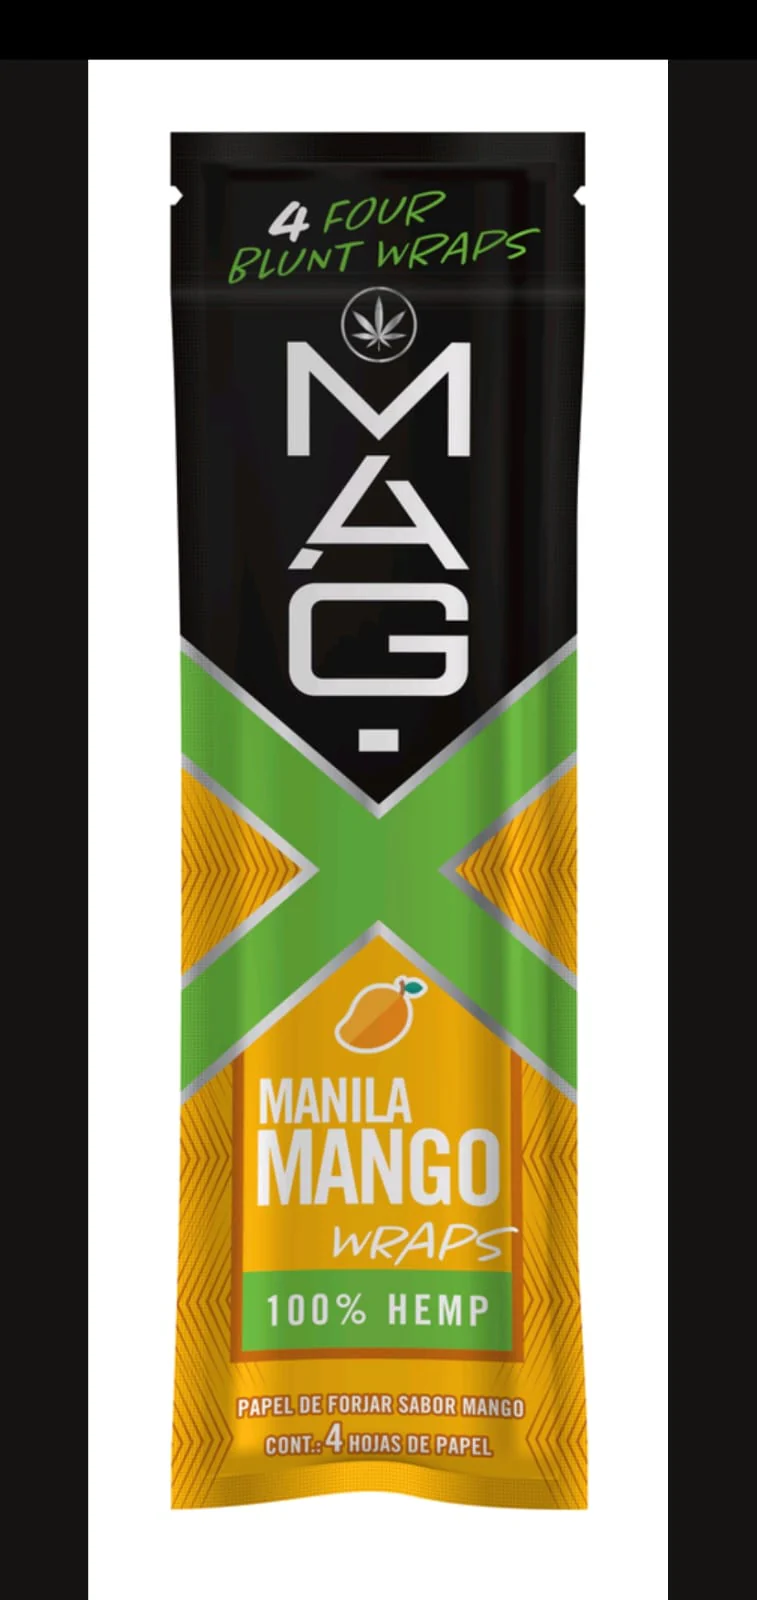 4 FOUR
BLUNT WRAPS
MAG-
MANILA
MANGO
WRAPS
100% HEMP
PAPEL DE FORJAR SABOR MANGO
CONT.: 4 HOJAS DE PAPEL